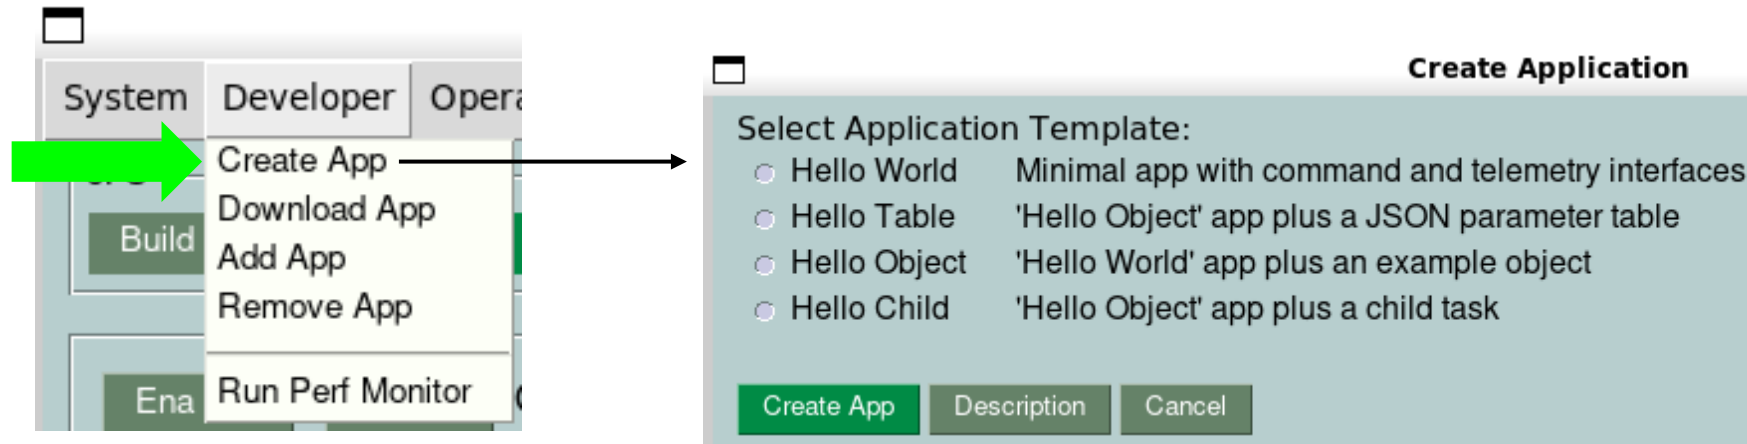 System Developer
Create App
Download App
Build
Add App
Remove App
Run Perf Monitor
Create Application
Select Application Template:
Hello World Minimal app with command and telemetry interfaces
Hello Table 'Hello Object' app plus a JSON parameter table
Hello Object 'Hello World' app plus an example object
Hello Child 'Hello Object' app plus a child task
Create App Description Cancel